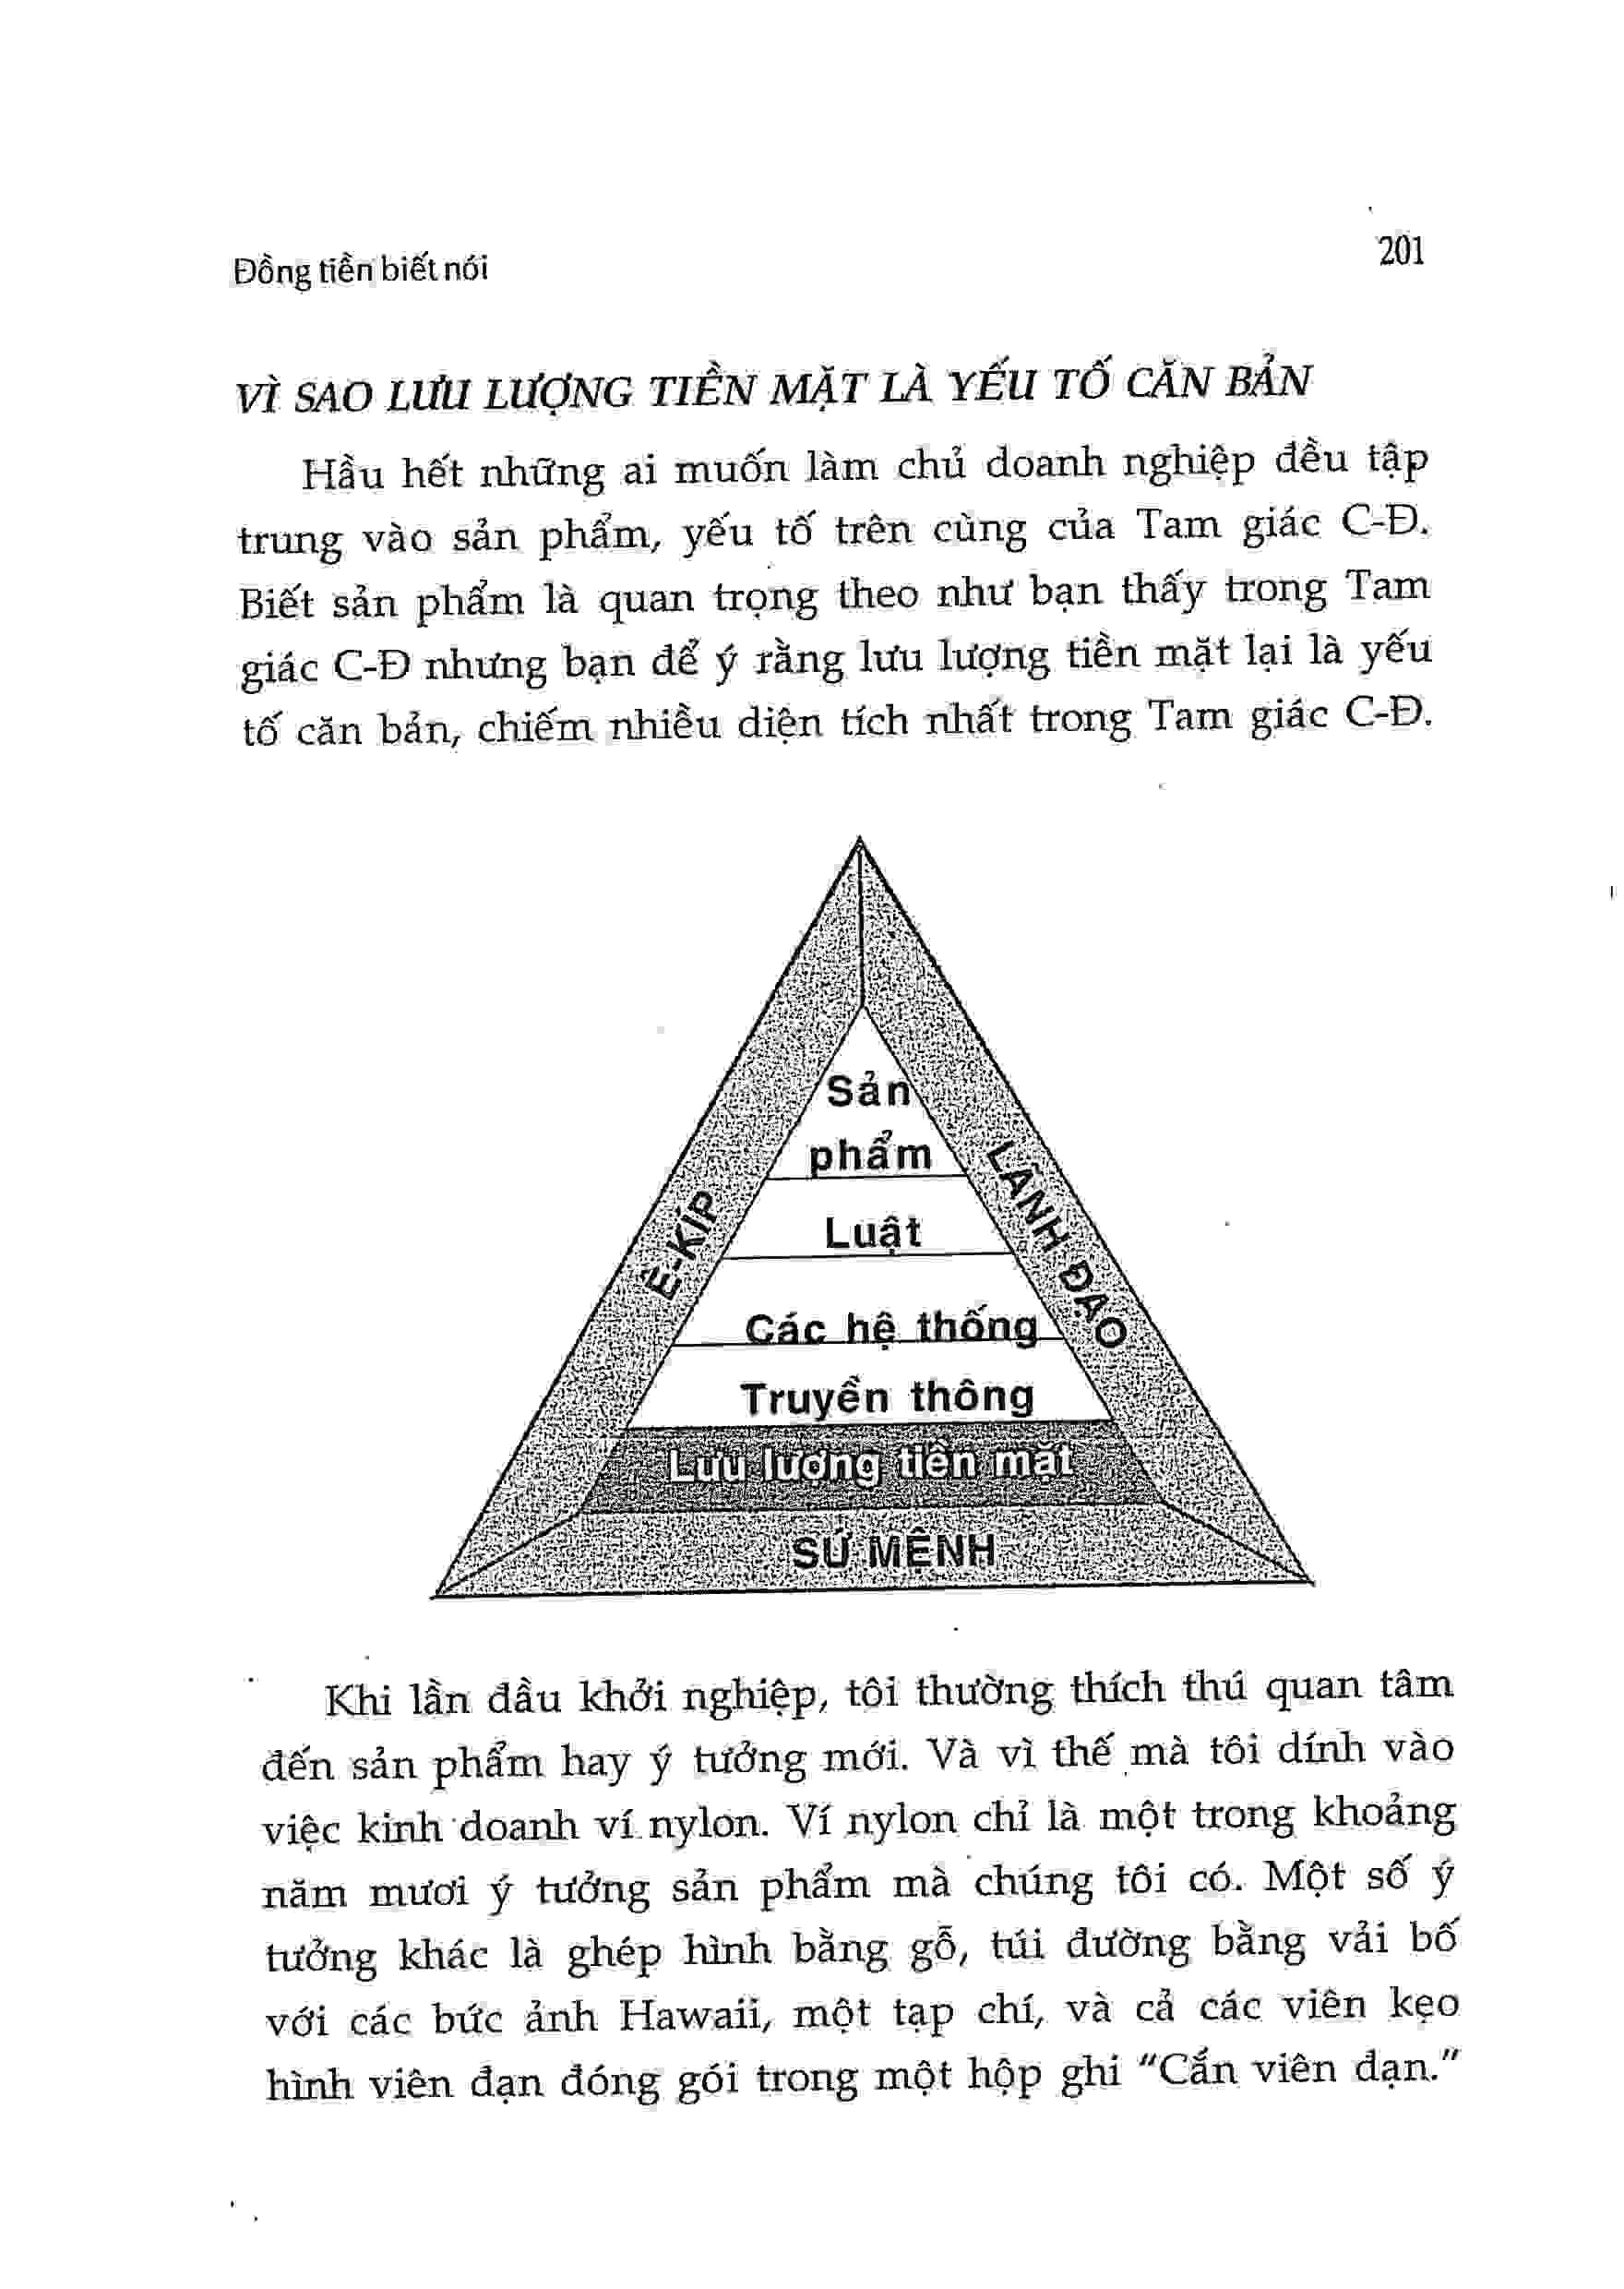 Đồng tiền biết nói
201
VÌ SAO LƯU LƯỢNG TIỀN MẶT LÀ YẾU TỐ CĂN BẢN
Hầu hết những ai muốn làm chủ doanh nghiệp đều tập
trung vào sản phẩm, yếu tố trên cùng của Tam giác C-Đ.
Biết sản phẩm là quan trọng theo như bạn thấy trong Tam
giác C-Đ nhưng bạn để ý rằng lưu lượng tiền mặt lại là yếu
tố căn bản, chiếm nhiều diện tích nhất trong Tam giác C-Đ.
Sản
phẩm
Ê-KÍP
LÃNH ĐẠO
Luật
Các hệ thống
Truyền thông
Lưu lượng tiền mặt
SỨ MỆNH
Khi lần đầu khởi nghiệp, tôi thường thích thú quan tâm
đến sản phẩm hay ý tưởng mới. Và vì thế mà tôi dính vào
việc kinh doanh ví nylon. Ví nylon chỉ là một trong khoảng
năm mươi ý tưởng sản phẩm mà chúng tôi có. Một số ý
tưởng khác là ghép hình bằng gỗ, túi đường bằng vải bố
với các bức ảnh Hawaii, một tạp chí, và cả các viên kẹo
hình viên đạn đóng gói trong một hộp ghi "Cắn viên đạn."